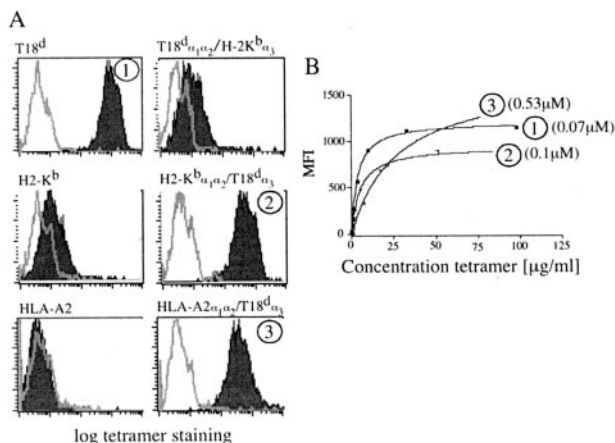 A
T18ᵈ
T18ᵈα₁α₂/H-2Kᵇα₃
1
H2-Kᵇ
H2-Kᵇα₁α₂/T18ᵈα₃
2
HLA-A2
HLA-A2α₁α₂/T18ᵈα₃
3
log tetramer staining
B
MFI
1500
1000
500
0
0
25
50
75
100
125
3 (0.53μM)
1 (0.07μM)
2 (0.1μM)
Concentration tetramer [μg/ml]